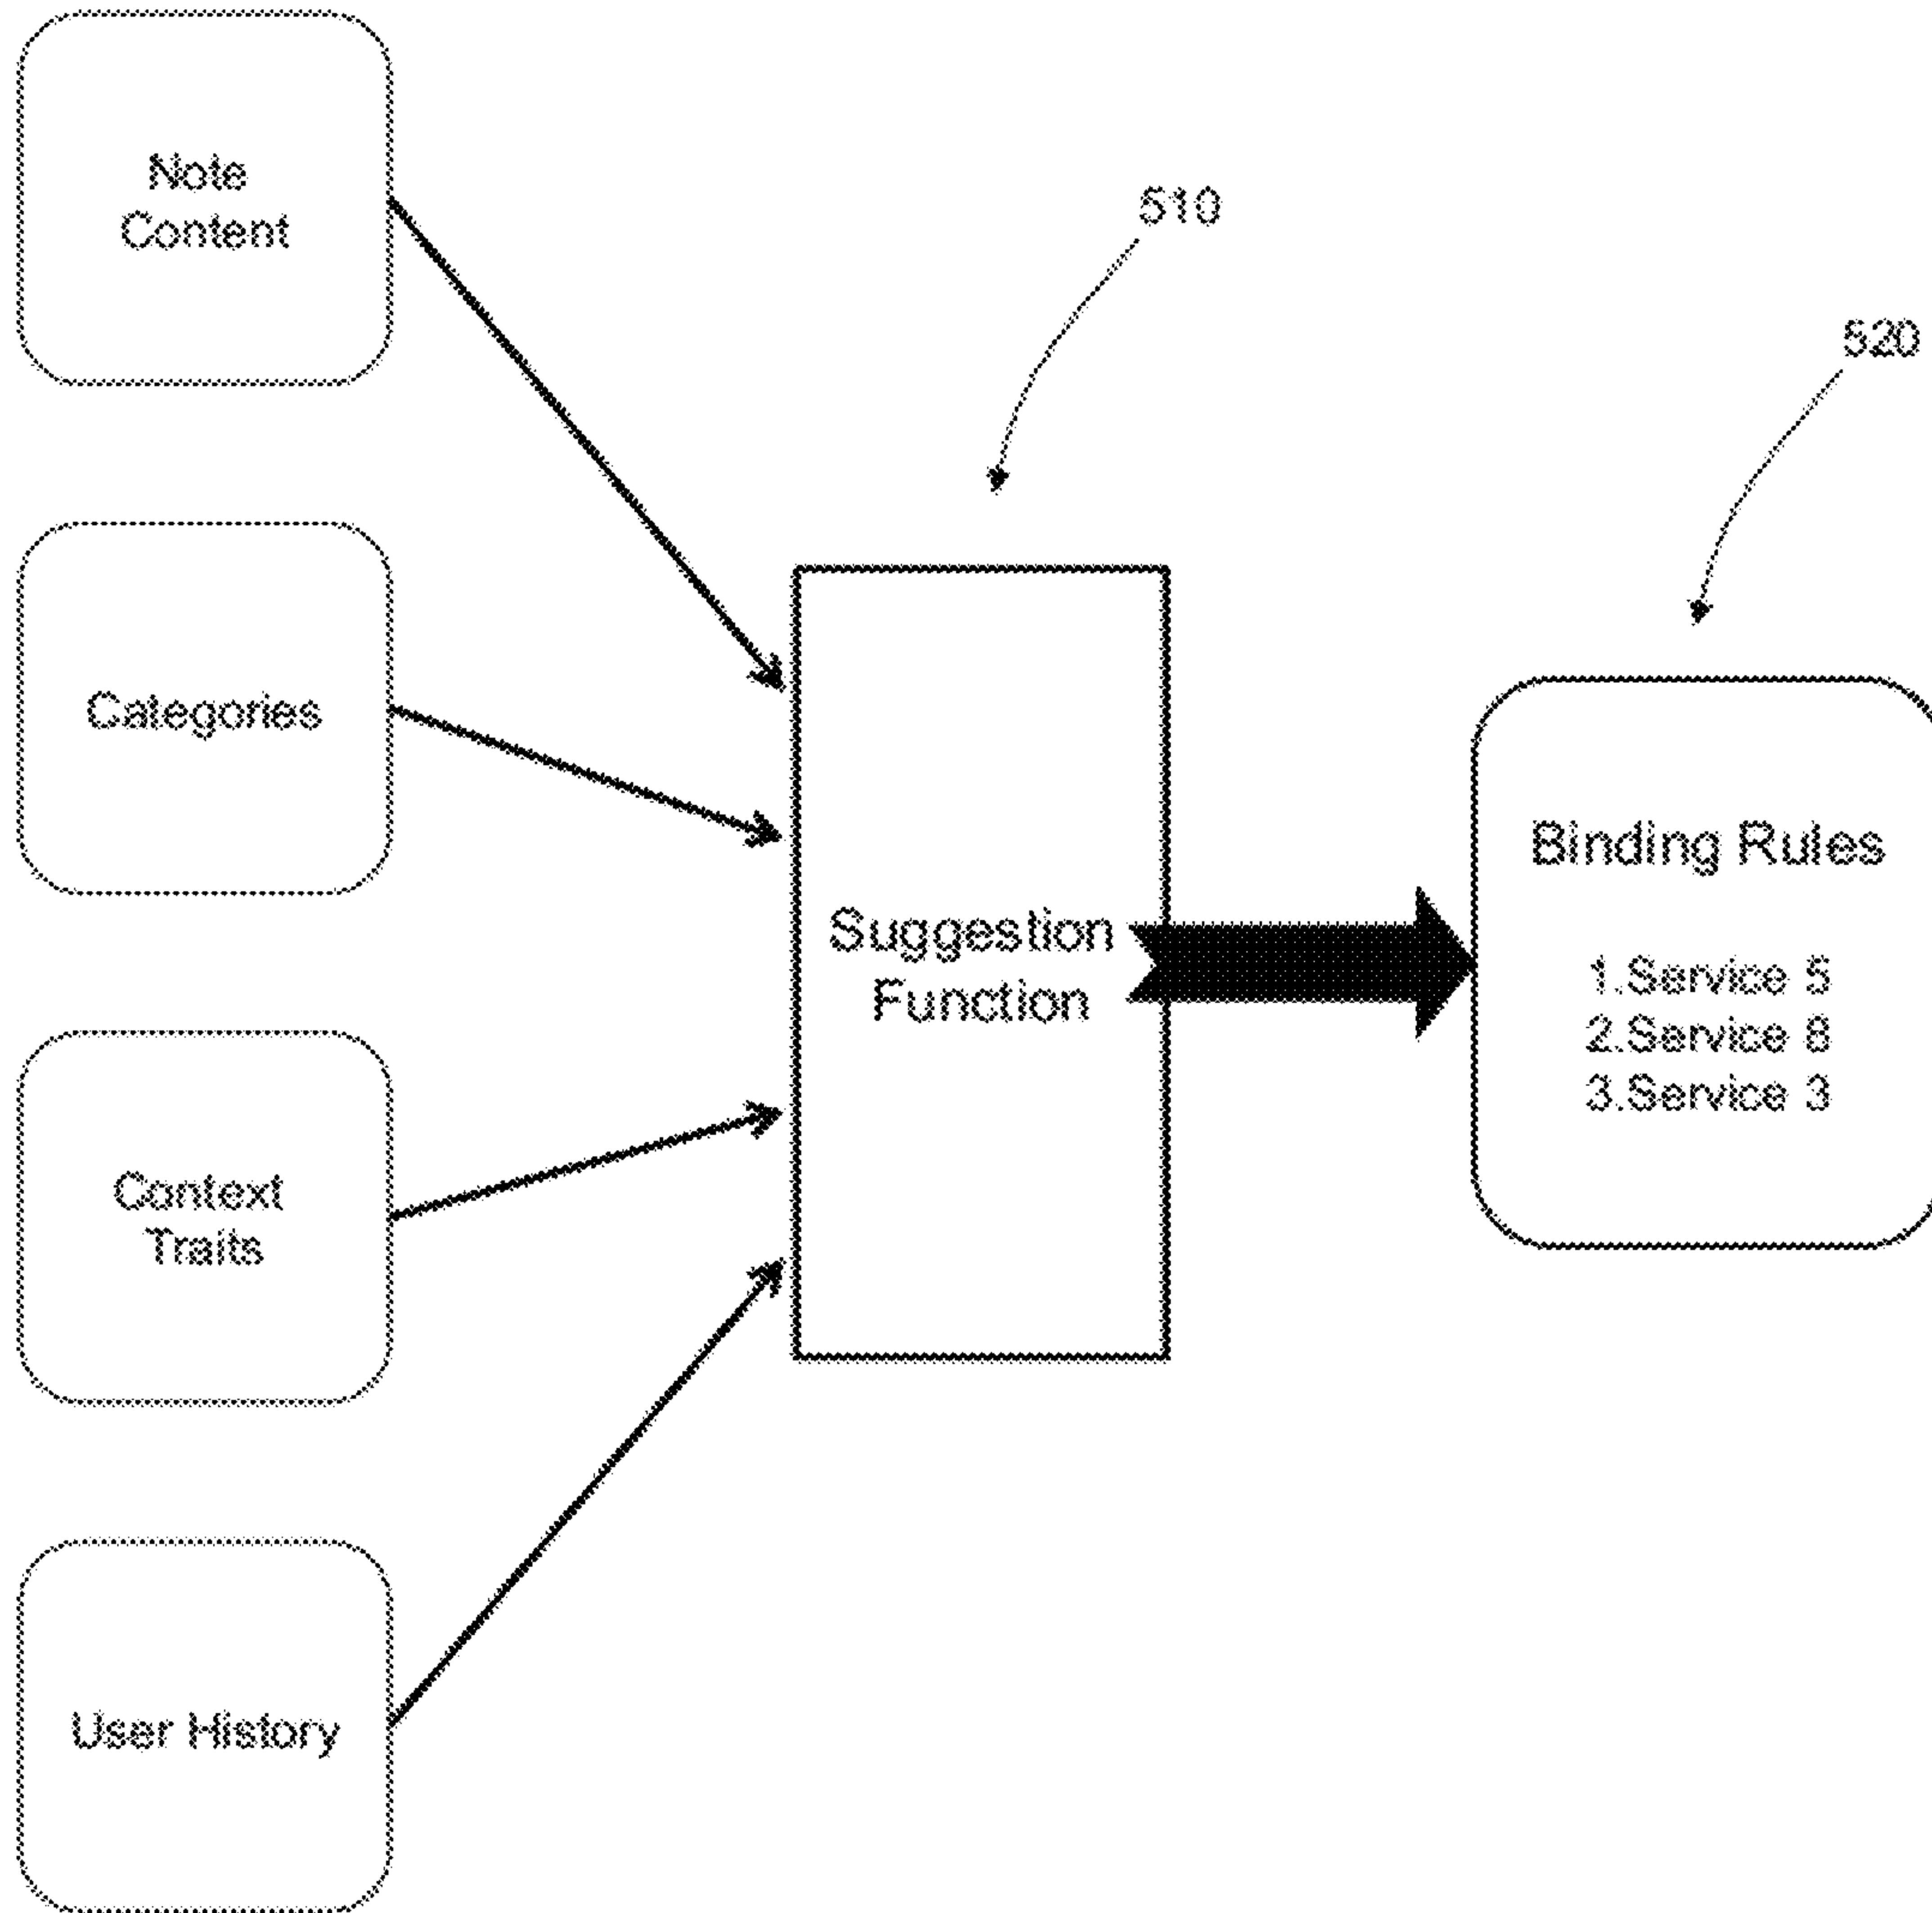 Note
Content
510
520
Categories
Suggestion
Function
Binding Rules
1.Service 5
2.Service 8
3.Service 3
Context
Traits
User History